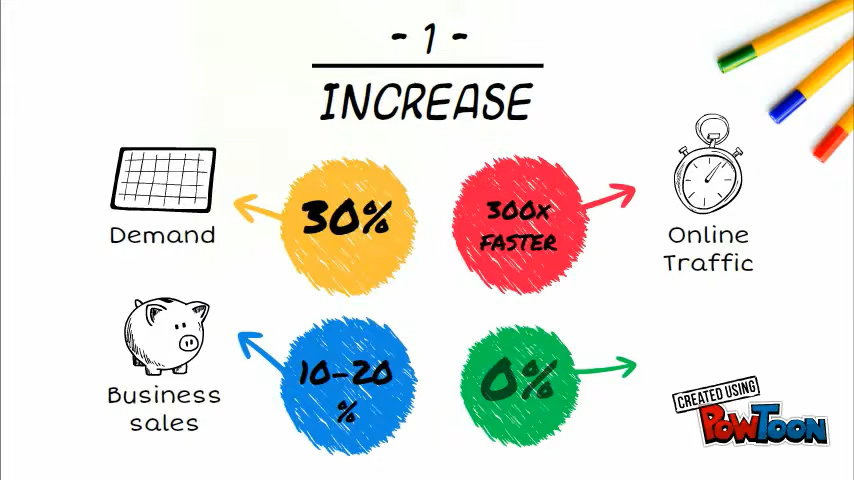 - 1 -
INCREASE
30%
Demand
300x
FASTER
Online
Traffic
10-20
%
Business
sales
0%
CREATED USING
POWTOON